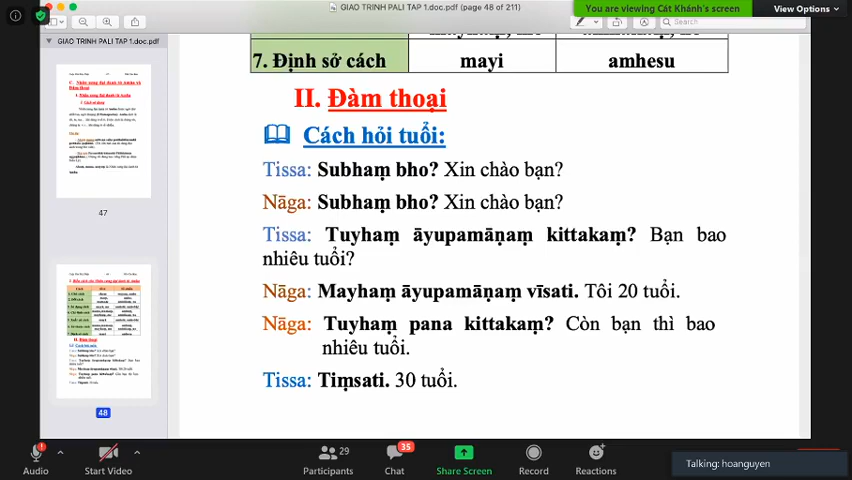 GIAO TRINH PALI TAP 1.doc.pdf (page 48 of 211)
You are viewing Cát Khánh's screen
View Options
Search
GIAO TRINH PALI TAP 1.doc.pdf
7. Định sở cách mayi amhesu
II. Đàm thoại
Cách hỏi tuổi:
Tissa: Subhaṃ bho? Xin chào bạn?
Nāga: Subhaṃ bho? Xin chào bạn?
Tissa: Tuyhaṃ āyupamāṇaṃ kittakaṃ? Bạn bao
nhiêu tuổi?
Nāga: Mayhaṃ āyupamāṇaṃ vīsati. Tôi 20 tuổi.
Nāga: Tuyhaṃ pana kittakaṃ? Còn bạn thì bao
nhiêu tuổi.
Tissa: Tiṃsati. 30 tuổi.
47
48
29
35
Audio
Start Video
Participants
Chat
Share Screen
Record
Reactions
Talking: hoanguyen